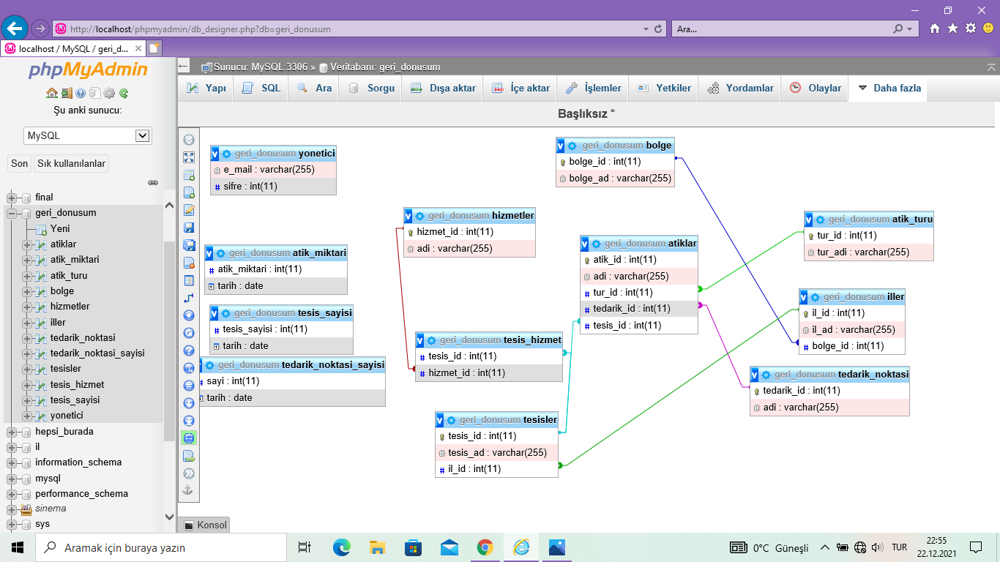 http://localhost/phpmyadmin/db_designer.php?db=geri_donusum
Ara...
localhost / MySQL / geri_d...
phpMyAdmin
Şu anki sunucu:
MySQL
Son
Sık kullanılanlar
final
geri_donusum
Yeni
atiklar
atik_miktari
atik_turu
bolge
hizmetler
iller
tedarik_noktasi
tedarik_noktasi_sayisi
tesisler
tesis_hizmet
tesis_sayisi
yonetici
hepsi_burada
il
information_schema
mysql
performance_schema
sinema
sys
Sunucu: MySQL:3306 » Veritabanı: geri_donusum
Yapı
SQL
Ara
Sorgu
Dışa aktar
İçe aktar
İşlemler
Yetkiler
Yordamlar
Olaylar
Daha fazla
Başlıksız *
v geri_donusum yonetici
e_mail : varchar(255)
# sifre : int(11)
v geri_donusum bolge
bolge_id : int(11)
bolge_ad : varchar(255)
v geri_donusum hizmetler
hizmet_id : int(11)
adi : varchar(255)
v geri_donusum atik_turu
tur_id : int(11)
tur_adi : varchar(255)
v geri_donusum atik_miktari
# atik_miktari : int(11)
tarih : date
v geri_donusum atiklar
atik_id : int(11)
adi : varchar(255)
# tur_id : int(11)
# tedarik_id : int(11)
# tesis_id : int(11)
v geri_donusum iller
il_id : int(11)
il_ad : varchar(255)
# bolge_id : int(11)
v geri_donusum tesis_sayisi
# tesis_sayisi : int(11)
tarih : date
v geri_donusum tesis_hizmet
# tesis_id : int(11)
# hizmet_id : int(11)
geri_donusum tedarik_noktasi_sayisi
# sayi : int(11)
tarih : date
v geri_donusum tedarik_noktasi
tedarik_id : int(11)
adi : varchar(255)
v geri_donusum tesisler
tesis_id : int(11)
tesis_ad : varchar(255)
# il_id : int(11)
Konsol
Aramak için buraya yazın
0°C Güneşli
TUR
22:55
22.12.2021